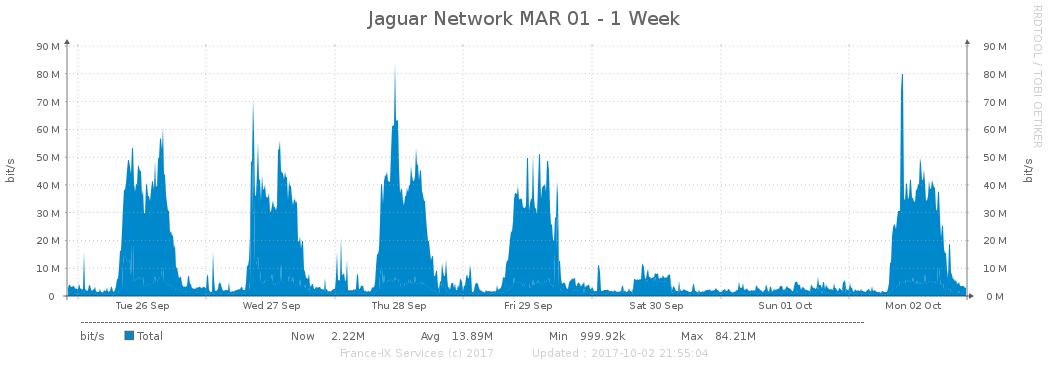 Jaguar Network MAR 01 - 1 Week
RRDTOOL / TOBI OETIKER
90 M 90 M
80 M 80 M
70 M 70 M
60 M 60 M
50 M 50 M
bit/s bit/s
40 M 40 M
30 M 30 M
20 M 20 M
10 M 10 M
0 0 M
Tue 26 Sep Wed 27 Sep Thu 28 Sep Fri 29 Sep Sat 30 Sep Sun 01 Oct Mon 02 Oct
bit/s Total Now 2.22M Avg 13.89M Min 999.92k Max 84.21M
France-IX Services (c) 2017 Updated : 2017-10-02 21:55:04